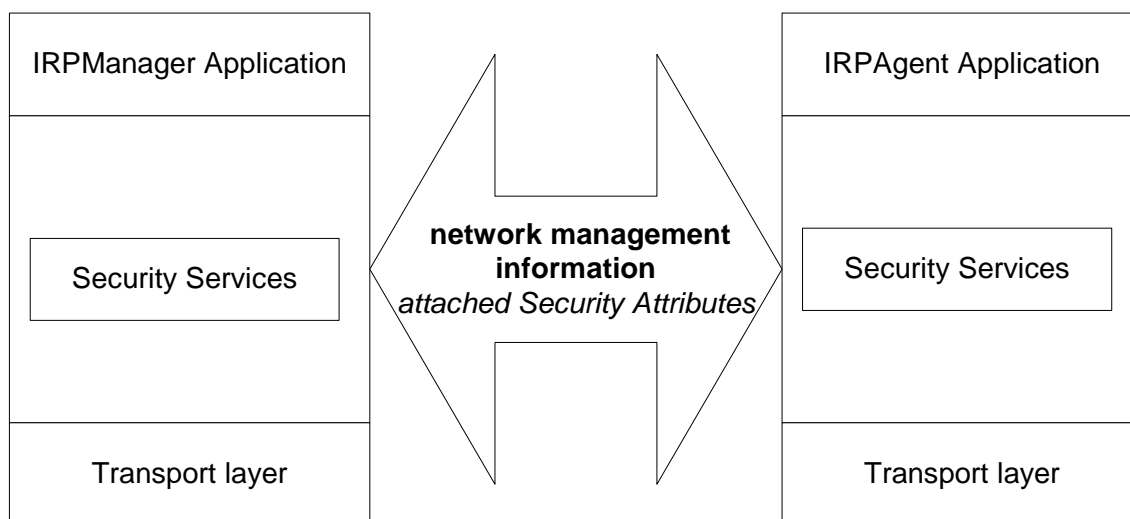 IRPManager Application
IRPAgent Application
network management
information
attached Security Attributes
Security Services
Security Services
Transport layer
Transport layer